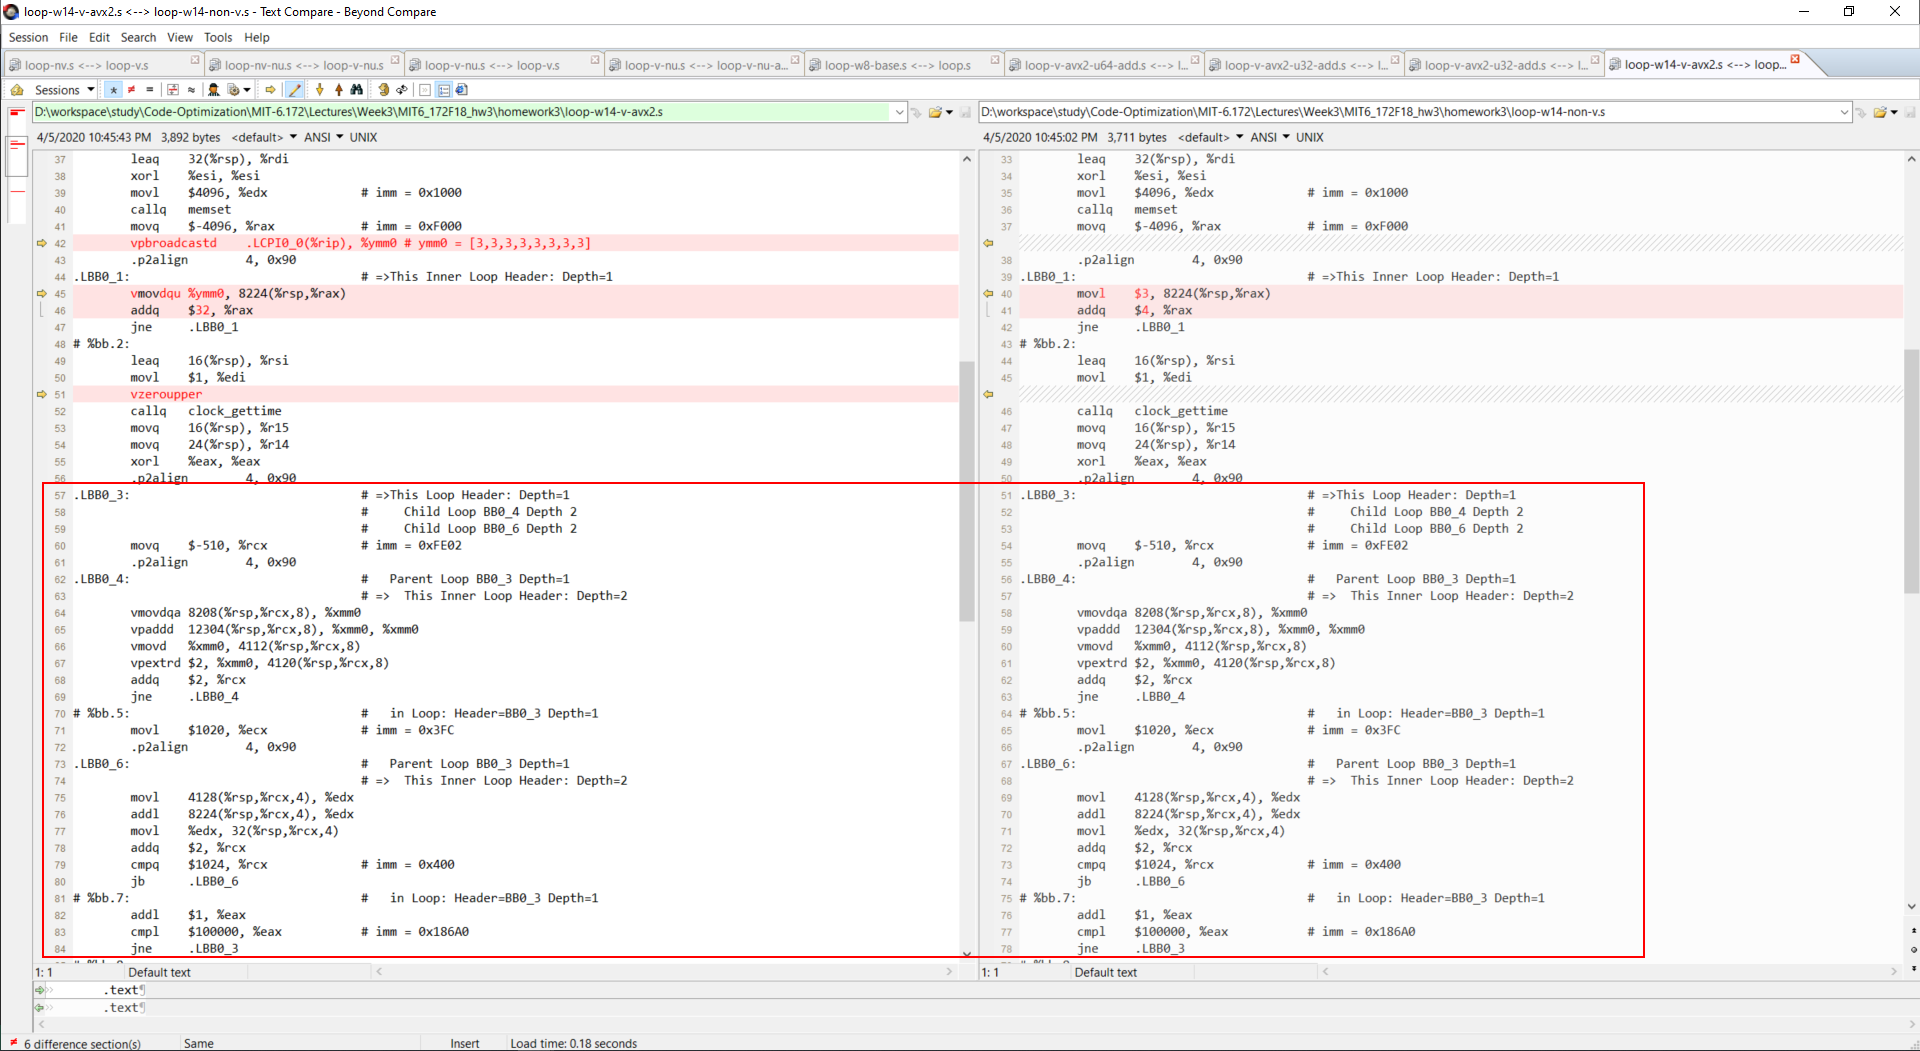 loop-w14-v-avx2.s <--> loop-w14-non-v.s - Text Compare - Beyond Compare
Session File Edit Search View Tools Help
loop-nv.s <--> loop-v.s
loop-nv-nu.s <--> loop-v-nu.s
loop-v-nu.s <--> loop-v.s
loop-v-nu.s <--> loop-v-nu-a...
loop-w8-base.s <--> loop.s
loop-v-avx2-u64-add.s <--> l...
loop-v-avx2-u32-add.s <--> l...
loop-v-avx2-u32-add.s <--> l...
loop-w14-v-avx2.s <--> loop...
Sessions
D:\workspace\study\Code-Optimization\MIT-6.172\Lectures\Week3\MIT6_172F18_hw3\homework3\loop-w14-v-avx2.s
4/5/2020 10:45:43 PM 3,892 bytes <default> ANSI UNIX
37 leaq 32(%rsp), %rdi
38 xorl %esi, %esi
39 movl $4096, %edx # imm = 0x1000
40 callq memset
41 movq $-4096, %rax # imm = 0xF000
42 vpbroadcastd .LCPI0_0(%rip), %ymm0 # ymm0 = [3,3,3,3,3,3,3,3]
43 .p2align 4, 0x90
44 .LBB0_1: # =>This Inner Loop Header: Depth=1
45 vmovdqu %ymm0, 8224(%rsp,%rax)
46 addq $32, %rax
47 jne .LBB0_1
48 # %bb.2:
49 leaq 16(%rsp), %rsi
50 movl $1, %edi
51 vzeroupper
52 callq clock_gettime
53 movq 16(%rsp), %r15
54 movq 24(%rsp), %r14
55 xorl %eax, %eax
56 .p2align 4, 0x90
57 .LBB0_3: # =>This Loop Header: Depth=1
58 # Child Loop BB0_4 Depth 2
59 # Child Loop BB0_6 Depth 2
60 movq $-510, %rcx # imm = 0xFE02
61 .p2align 4, 0x90
62 .LBB0_4: # Parent Loop BB0_3 Depth=1
63 # => This Inner Loop Header: Depth=2
64 vmovdqa 8208(%rsp,%rcx,8), %xmm0
65 vpaddd 12304(%rsp,%rcx,8), %xmm0, %xmm0
66 vmovd %xmm0, 4112(%rsp,%rcx,8)
67 vpextrd $2, %xmm0, 4120(%rsp,%rcx,8)
68 addq $2, %rcx
69 jne .LBB0_4
70 # %bb.5: # in Loop: Header=BB0_3 Depth=1
71 movl $1020, %ecx # imm = 0x3FC
72 .p2align 4, 0x90
73 .LBB0_6: # Parent Loop BB0_3 Depth=1
74 # => This Inner Loop Header: Depth=2
75 movl 4128(%rsp,%rcx,4), %edx
76 addl 8224(%rsp,%rcx,4), %edx
77 movl %edx, 32(%rsp,%rcx,4)
78 addq $2, %rcx
79 cmpq $1024, %rcx # imm = 0x400
80 jb .LBB0_6
81 # %bb.7: # in Loop: Header=BB0_3 Depth=1
82 addl $1, %eax
83 cmpl $100000, %eax # imm = 0x186A0
84 jne .LBB0_3
1: 1 Default text
D:\workspace\study\Code-Optimization\MIT-6.172\Lectures\Week3\MIT6_172F18_hw3\homework3\loop-w14-non-v.s
4/5/2020 10:45:02 PM 3,711 bytes <default> ANSI UNIX
33 leaq 32(%rsp), %rdi
34 xorl %esi, %esi
35 movl $4096, %edx # imm = 0x1000
36 callq memset
37 movq $-4096, %rax # imm = 0xF000
38 .p2align 4, 0x90
39 .LBB0_1: # =>This Inner Loop Header: Depth=1
40 movl $3, 8224(%rsp,%rax)
41 addq $4, %rax
42 jne .LBB0_1
43 # %bb.2:
44 leaq 16(%rsp), %rsi
45 movl $1, %edi
46 callq clock_gettime
47 movq 16(%rsp), %r15
48 movq 24(%rsp), %r14
49 xorl %eax, %eax
50 .p2align 4, 0x90
51 .LBB0_3: # =>This Loop Header: Depth=1
52 # Child Loop BB0_4 Depth 2
53 # Child Loop BB0_6 Depth 2
54 movq $-510, %rcx # imm = 0xFE02
55 .p2align 4, 0x90
56 .LBB0_4: # Parent Loop BB0_3 Depth=1
57 # => This Inner Loop Header: Depth=2
58 vmovdqa 8208(%rsp,%rcx,8), %xmm0
59 vpaddd 12304(%rsp,%rcx,8), %xmm0, %xmm0
60 vmovd %xmm0, 4112(%rsp,%rcx,8)
61 vpextrd $2, %xmm0, 4120(%rsp,%rcx,8)
62 addq $2, %rcx
63 jne .LBB0_4
64 # %bb.5: # in Loop: Header=BB0_3 Depth=1
65 movl $1020, %ecx # imm = 0x3FC
66 .p2align 4, 0x90
67 .LBB0_6: # Parent Loop BB0_3 Depth=1
68 # => This Inner Loop Header: Depth=2
69 movl 4128(%rsp,%rcx,4), %edx
70 addl 8224(%rsp,%rcx,4), %edx
71 movl %edx, 32(%rsp,%rcx,4)
72 addq $2, %rcx
73 cmpq $1024, %rcx # imm = 0x400
74 jb .LBB0_6
75 # %bb.7: # in Loop: Header=BB0_3 Depth=1
76 addl $1, %eax
77 cmpl $100000, %eax # imm = 0x186A0
78 jne .LBB0_3
1: 1 Default text
.text¶
.text¶
6 difference section(s) Same Insert Load time: 0.18 seconds